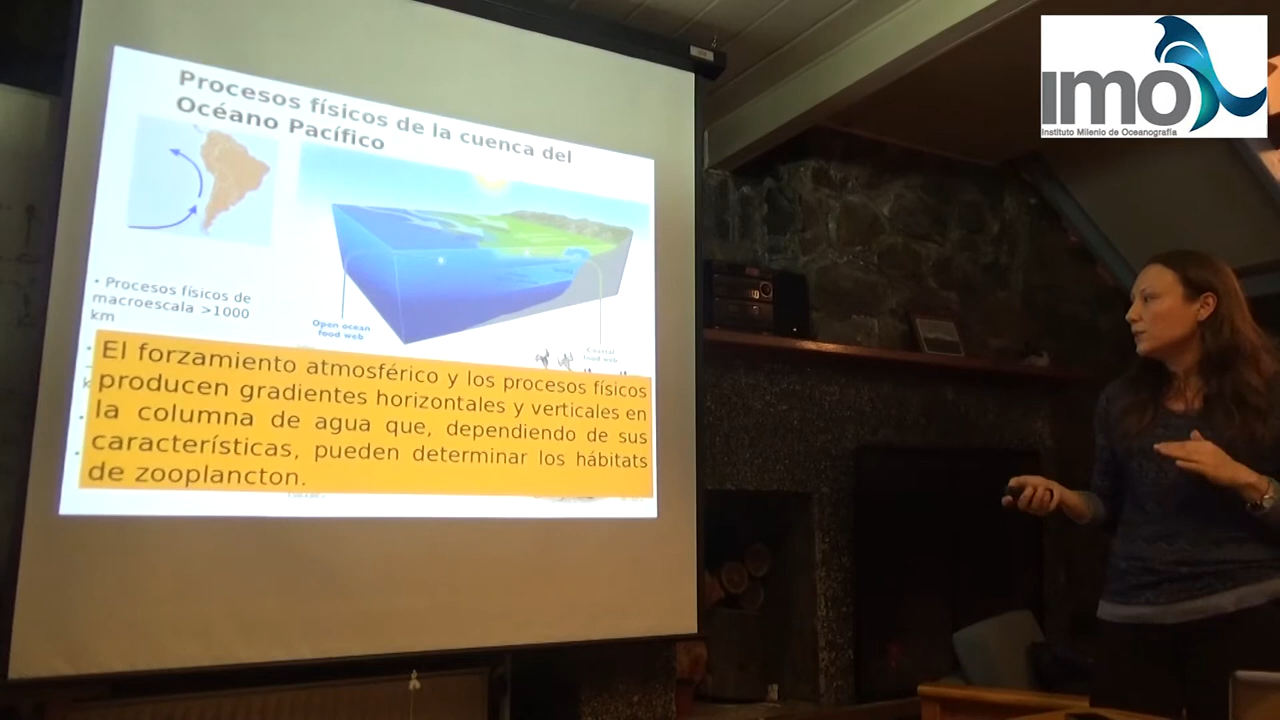 Procesos físicos de la cuenca del
Océano Pacífico
• Procesos físicos de
macroescala >1000
km
Open ocean
food web
Coastal
food web
El forzamiento atmosférico y los procesos físicos
producen gradientes horizontales y verticales en
la columna de agua que, dependiendo de sus
características, pueden determinar los hábitats
de zooplancton.
imo
Instituto Milenio de Oceanografía